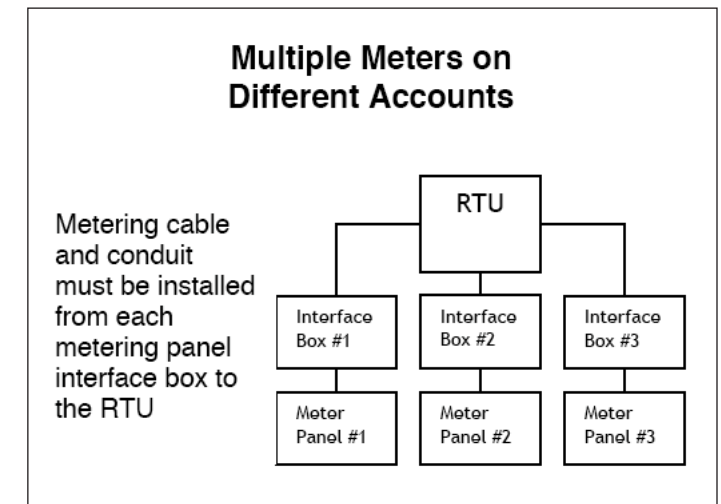 Multiple Meters on
Different Accounts
Metering cable
and conduit
must be installed
from each
metering panel
interface box to
the RTU
RTU
Interface
Box #1
Interface
Box #2
Interface
Box #3
Meter
Panel #1
Meter
Panel #2
Meter
Panel #3